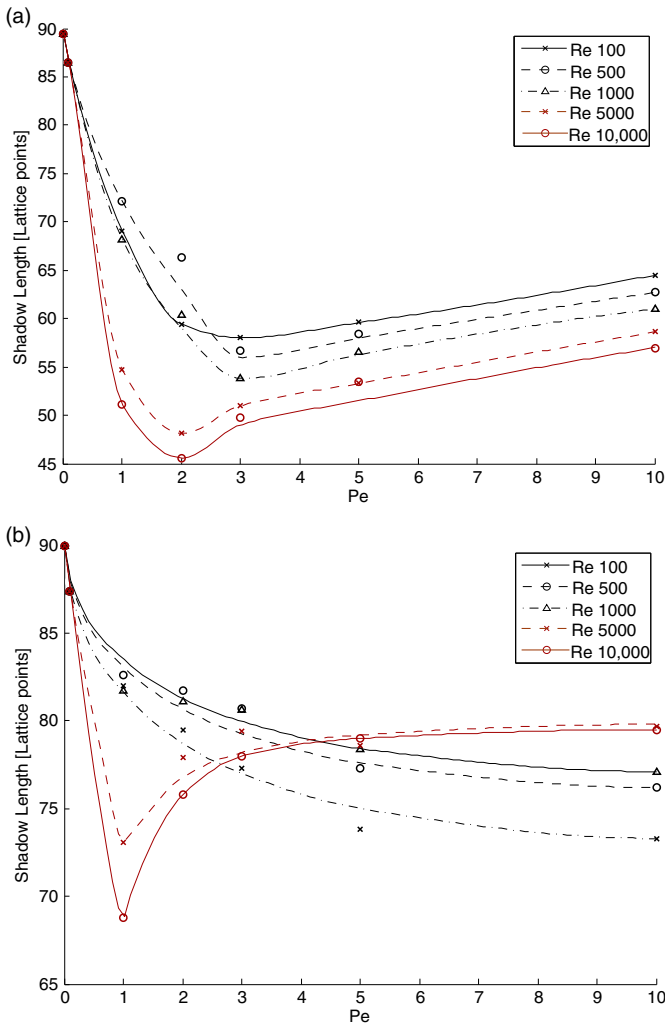 (a)
90
85
80
75
70
65
60
55
50
45
Shadow Length [Lattice points]
0 1 2 3 4 5 6 7 8 9 10
Pe
Re 100
Re 500
Re 1000
Re 5000
Re 10,000
(b)
90
85
80
75
70
65
Shadow Length [Lattice points]
0 1 2 3 4 5 6 7 8 9 10
Pe
Re 100
Re 500
Re 1000
Re 5000
Re 10,000